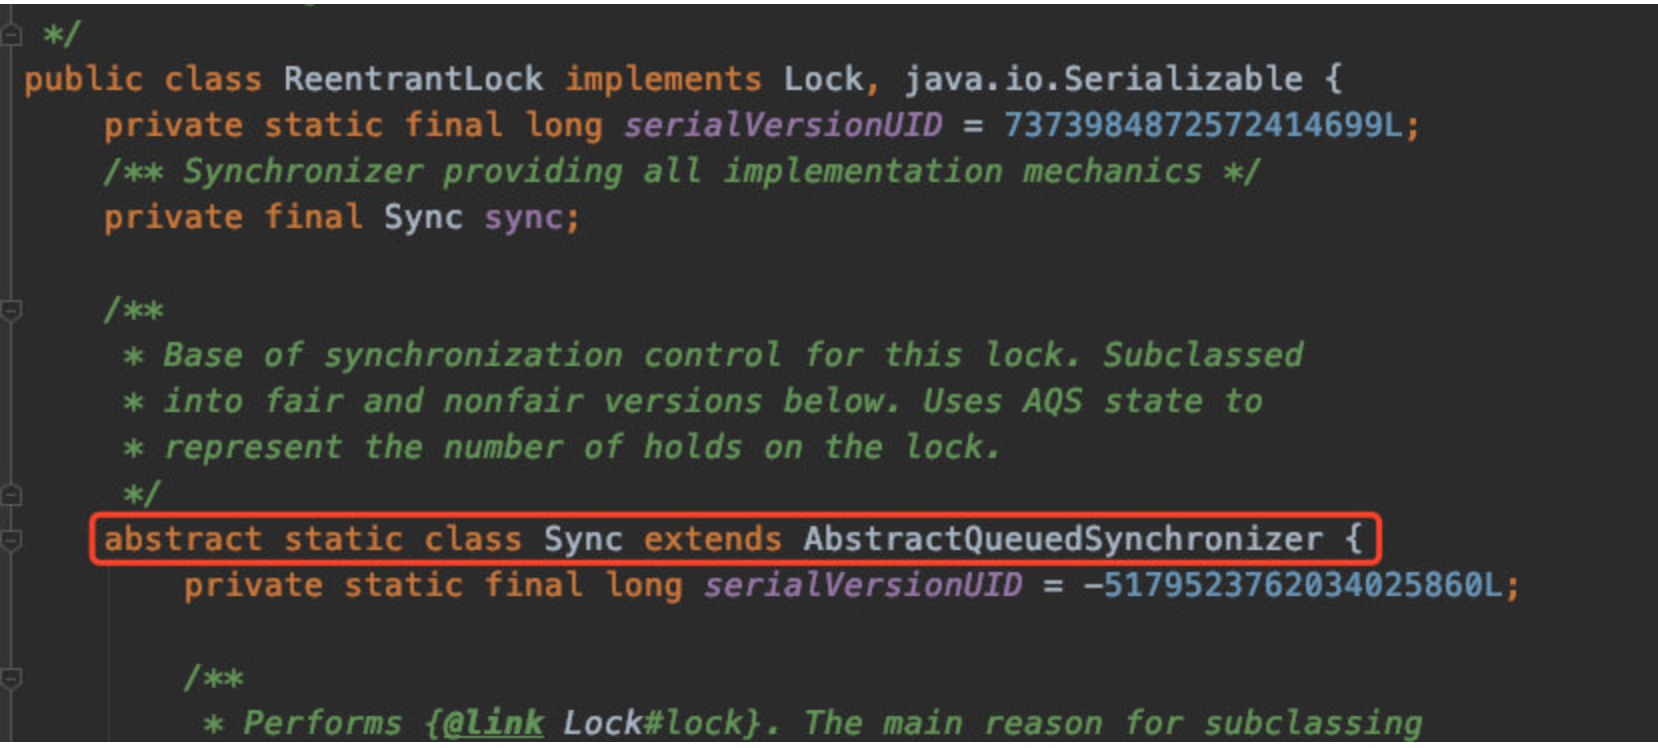 */
public class ReentrantLock implements Lock, java.io.Serializable {
private static final long serialVersionUID = 7373984872572414699L;
/** Synchronizer providing all implementation mechanics */
private final Sync sync;
/**
* Base of synchronization control for this lock. Subclassed
* into fair and nonfair versions below. Uses AQS state to
* represent the number of holds on the lock.
*/
abstract static class Sync extends AbstractQueuedSynchronizer {
private static final long serialVersionUID = -5179523762034025860L;
/**
* Performs {@link Lock#lock}. The main reason for subclassing